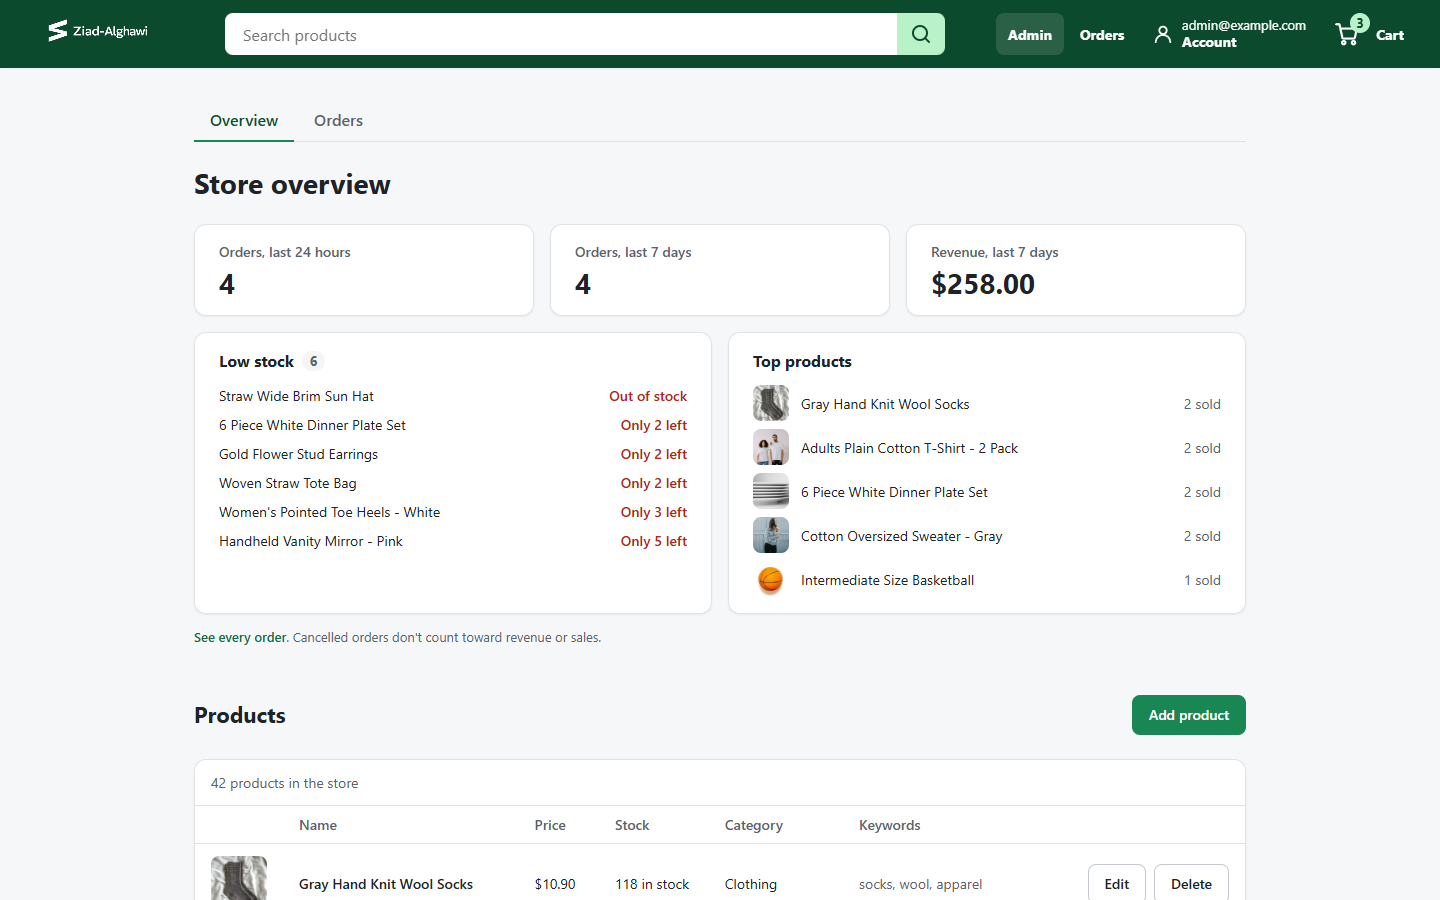 Ziad-Alghawi
Search products
Admin
Orders
admin@example.com
Account
3
Cart
Overview
Orders
Store overview
Orders, last 24 hours
4
Orders, last 7 days
4
Revenue, last 7 days
$258.00
Low stock 6
Straw Wide Brim Sun Hat Out of stock
6 Piece White Dinner Plate Set Only 2 left
Gold Flower Stud Earrings Only 2 left
Woven Straw Tote Bag Only 2 left
Women's Pointed Toe Heels - White Only 3 left
Handheld Vanity Mirror - Pink Only 5 left
Top products
Gray Hand Knit Wool Socks 2 sold
Adults Plain Cotton T-Shirt - 2 Pack 2 sold
6 Piece White Dinner Plate Set 2 sold
Cotton Oversized Sweater - Gray 2 sold
Intermediate Size Basketball 1 sold
See every order. Cancelled orders don't count toward revenue or sales.
Products
Add product
42 products in the store
Name Price Stock Category Keywords
Gray Hand Knit Wool Socks $10.90 118 in stock Clothing socks, wool, apparel Edit Delete